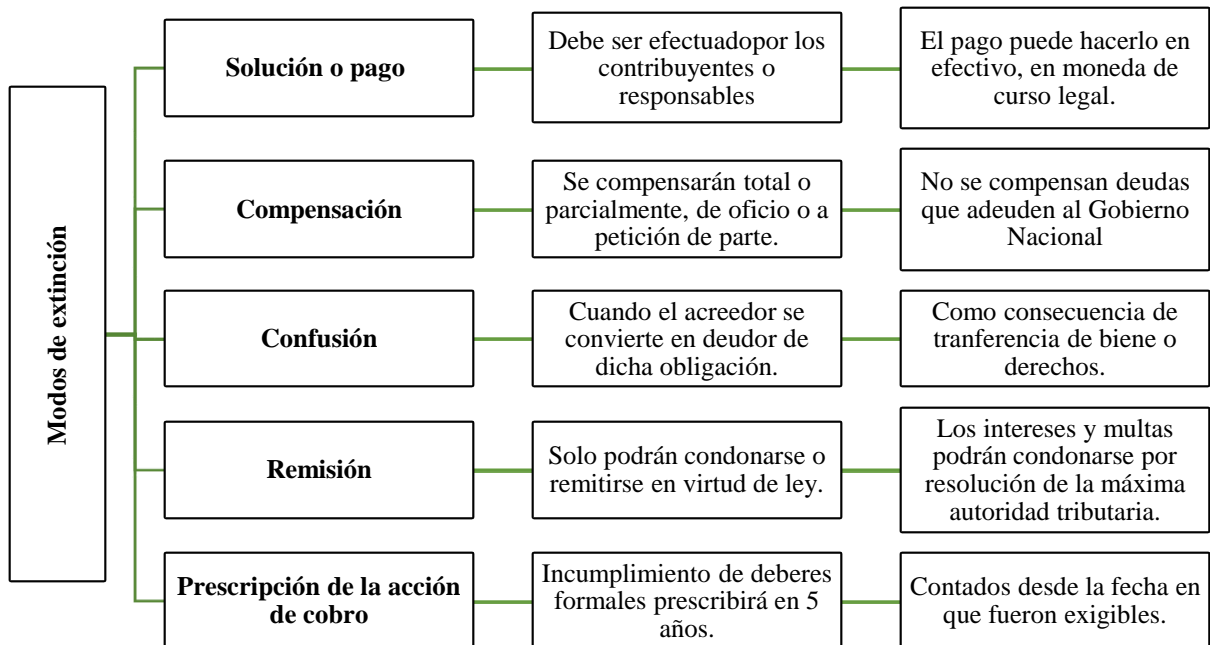 Modos de extinción
Solución o pago
Debe ser efectuadopor los
contribuyentes o
responsables
El pago puede hacerlo en
efectivo, en moneda de
curso legal.
Compensación
Se compensarán total o
parcialmente, de oficio o a
petición de parte.
No se compensan deudas
que adeuden al Gobierno
Nacional
Confusión
Cuando el acreedor se
convierte en deudor de
dicha obligación.
Como consecuencia de
tranferencia de biene o
derechos.
Remisión
Solo podrán condonarse o
remitirse en virtud de ley.
Los intereses y multas
podrán condonarse por
resolución de la máxima
autoridad tributaria.
Prescripción de la acción
de cobro
Incumplimiento de deberes
formales prescribirá en 5
años.
Contados desde la fecha en
que fueron exigibles.